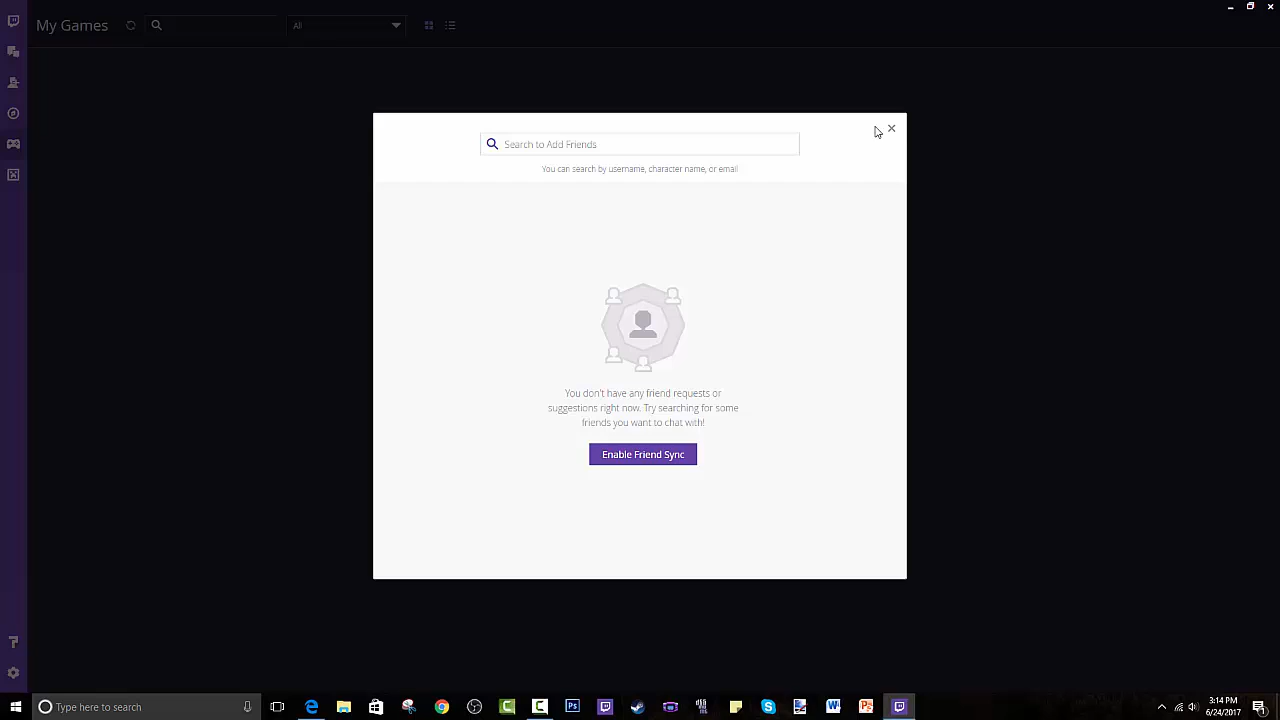 My Games
All
Search to Add Friends
You can search by username, character name, or email
You don't have any friend requests or
suggestions right now. Try searching for some
friends you want to chat with!
Enable Friend Sync
Type here to search
3:14 PM
6/24/2017